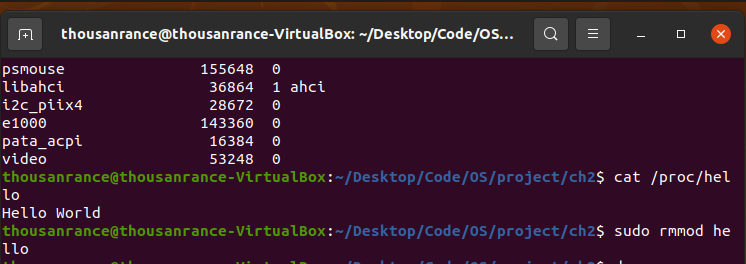 thousanrance@thousanrance-VirtualBox: ~/Desktop/Code/OS...
psmouse 155648 0
libahci 36864 1 ahci
i2c_piix4 28672 0
e1000 143360 0
pata_acpi 16384 0
video 53248 0
thousanrance@thousanrance-VirtualBox:~/Desktop/Code/OS/project/ch2$ cat /proc/hel
lo
Hello World
thousanrance@thousanrance-VirtualBox:~/Desktop/Code/OS/project/ch2$ sudo rmmod he
llo